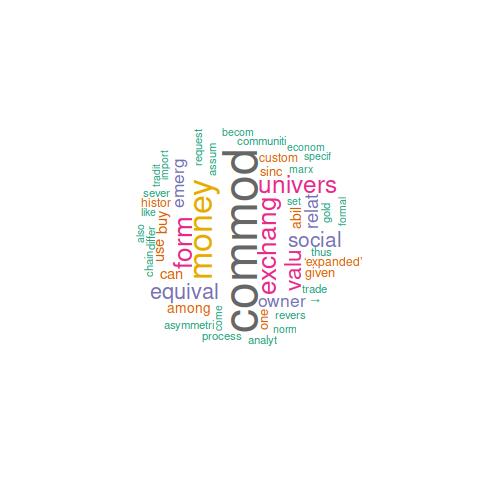 becom
communiti
request
assum
econom
specif
custom
tradit
import
emerg
commod
sinc
marx
univers
sever
histor
like
money
exchang
set
abil
relat
gold
formal
also
differ
chain
use
buy
form
social
valu
thus
'expanded'
can
given
equival
trade
owner
→
among
one
revers
asymmetri
come
norm
process
analyt